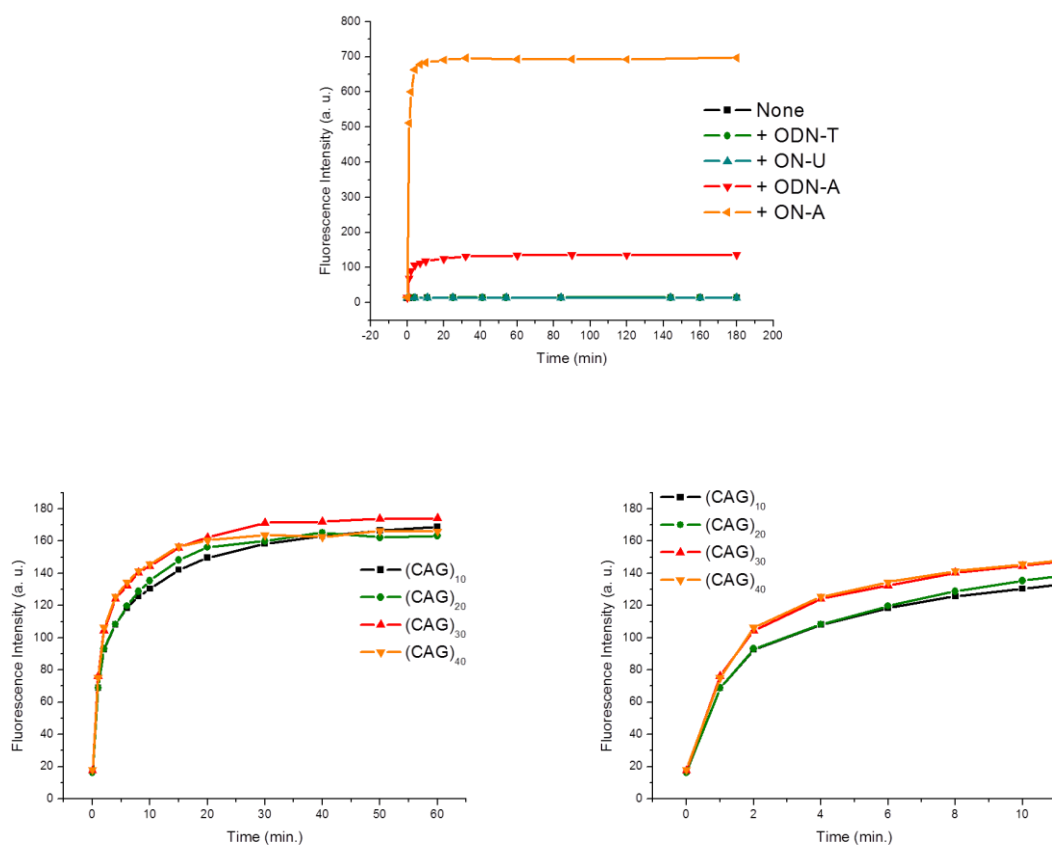 800
700
600
500
400
300
200
100
0
Fluorescence Intensity (a. u.)
-20 0 20 40 60 80 100 120 140 160 180 200
Time (min)
None
+ ODN-T
+ ON-U
+ ODN-A
+ ON-A
180
160
140
120
100
80
60
40
20
0
Fluorescence Intensity (a. u.)
0 10 20 30 40 50 60
Time (min.)
(CAG)10
(CAG)20
(CAG)30
(CAG)40
180
160
140
120
100
80
60
40
20
0
Fluorescence Intensity (a. u.)
0 2 4 6 8 10
Time (min.)
(CAG)10
(CAG)20
(CAG)30
(CAG)40